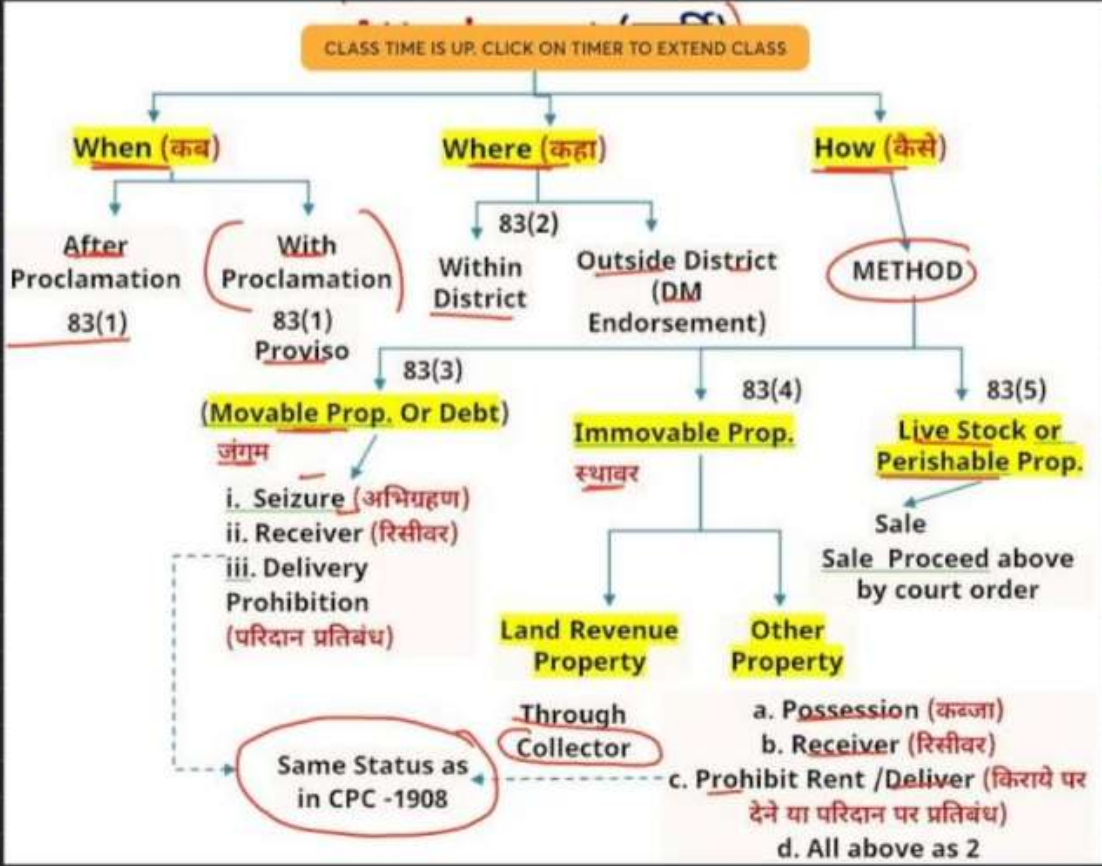 CLASS TIME IS UP. CLICK ON TIMER TO EXTEND CLASS
When (कब)
Where (कहा)
How (कैसे)
After
Proclamation
83(1)
With
Proclamation
83(1)
Proviso
83(2)
Within
District
Outside District
(DM
Endorsement)
METHOD
83(3)
(Movable Prop. Or Debt)
जंगम
i. Seizure (अभिग्रहण)
ii. Receiver (रिसीवर)
iii. Delivery
Prohibition
(परिदान प्रतिबंध)
83(4)
Immovable Prop.
स्थावर
83(5)
Live Stock or
Perishable Prop.
Sale
Sale Proceed above
by court order
Land Revenue
Property
Through
Collector
Other
Property
a. Possession (कब्जा)
b. Receiver (रिसीवर)
c. Prohibit Rent /Deliver (किराये पर
देने या परिदान पर प्रतिबंध)
d. All above as 2
Same Status as
in CPC -1908